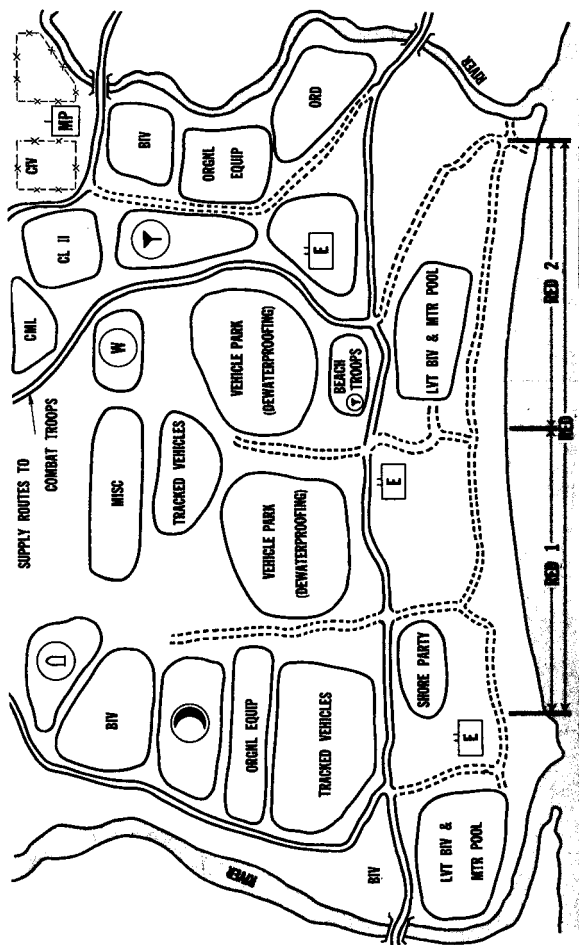 SUPPLY ROUTES TO
COMBAT TROOPS
CML
CIV
CL II
MP
BIV
MISC
W
BIV
TRACKED VEHICLES
ORGNL
EQUIP
RIVER
ORGNL EQUIP
VEHICLE PARK
(DEWATERPROOFING)
VEHICLE PARK
(DEWATERPROOFING)
ORD
TRACKED VEHICLES
E
BEACH
TROOPS
BIV
E
SHORE PARTY
LVT BIV & MTR POOL
LVT BIV &
MTR POOL
E
RIVER
RED 1
RED 2
RED